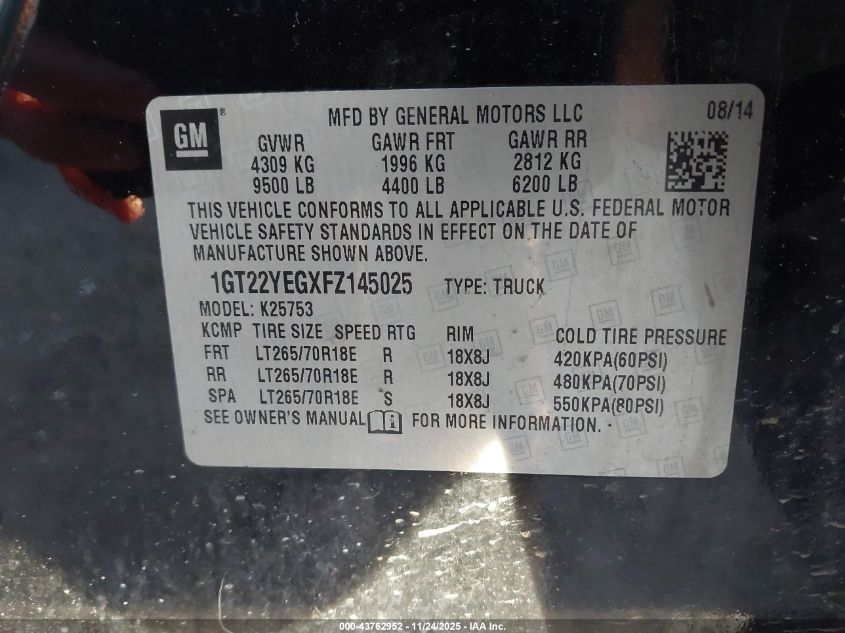 GM®
MFD BY GENERAL MOTORS LLC 08/14
GVWR GAWR FRT GAWR RR
4309 KG 1996 KG 2812 KG
9500 LB 4400 LB 6200 LB
THIS VEHICLE CONFORMS TO ALL APPLICABLE U.S. FEDERAL MOTOR
VEHICLE SAFETY STANDARDS IN EFFECT ON THE DATE OF
MANUFACTURE SHOWN ABOVE.
1GT22YEGXFZ145025 TYPE: TRUCK
MODEL: K25753
KCMP TIRE SIZE SPEED RTG RIM COLD TIRE PRESSURE
FRT LT265/70R18E R 18X8J 420KPA(60PSI)
RR LT265/70R18E R 18X8J 480KPA(70PSI)
SPA LT265/70R18E S 18X8J 550KPA(80PSI)
SEE OWNER'S MANUAL FOR MORE INFORMATION.
000-43762952 - 11/24/2025 - IAA Inc.